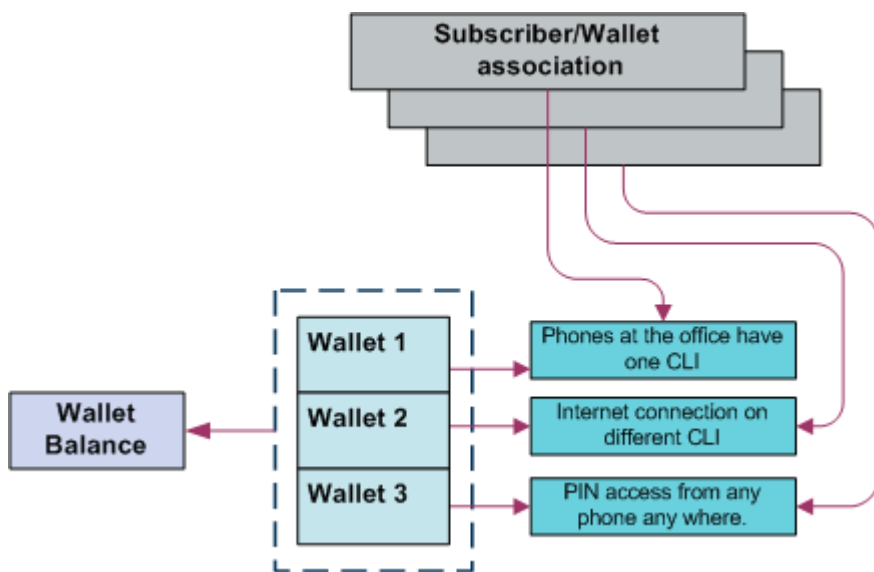 Subscriber/Wallet
association
Wallet 1
Phones at the office have
one CLI
Wallet
Balance
Wallet 2
Internet connection on
different CLI
Wallet 3
PIN access from any
phone any where.